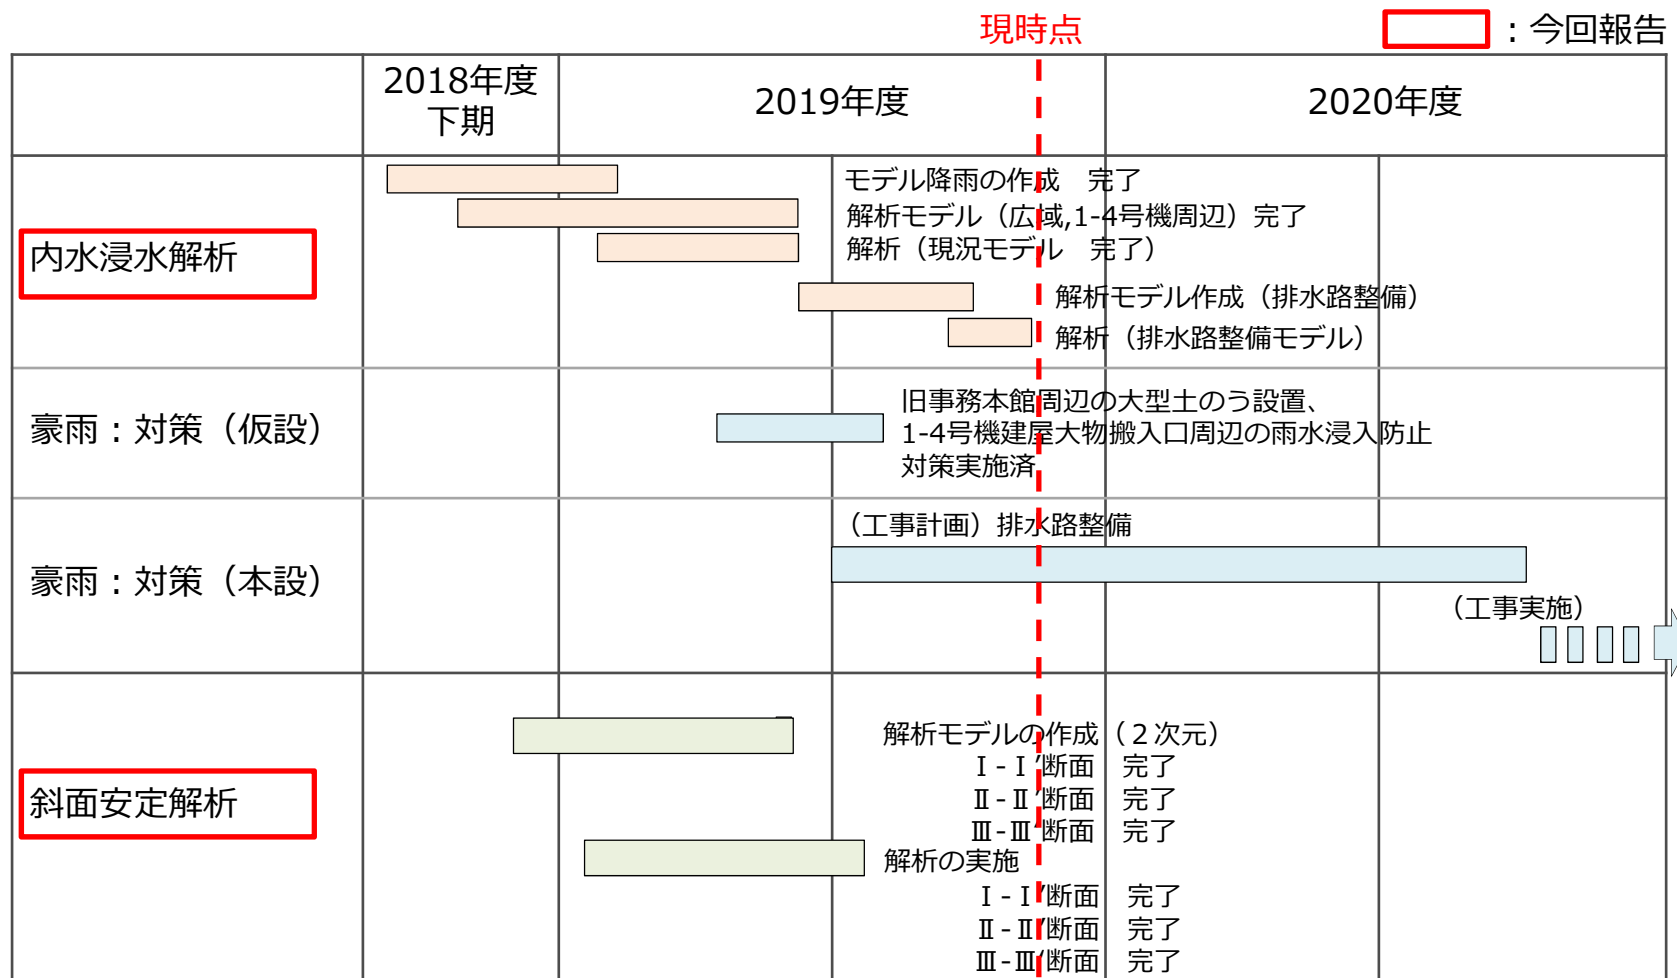 現時点
：今回報告
2018年度
下期
2019年度
2020年度
内水浸水解析
モデル降雨の作成　完了
解析モデル（広域,1-4号機周辺）完了
解析（現況モデル　完了）
解析モデル作成（排水路整備）
解析（排水路整備モデル）
豪雨：対策（仮設）
旧事務本館周辺の大型土のう設置、
1-4号機建屋大物搬入口周辺の雨水浸入防止
対策実施済
豪雨：対策（本設）
（工事計画）排水路整備
（工事実施）
斜面安定解析
解析モデルの作成（２次元）
Ⅰ-Ⅰ’断面　完了
Ⅱ-Ⅱ’断面　完了
Ⅲ-Ⅲ’断面　完了
解析の実施
Ⅰ-Ⅰ’断面　完了
Ⅱ-Ⅱ’断面　完了
Ⅲ-Ⅲ’断面　完了